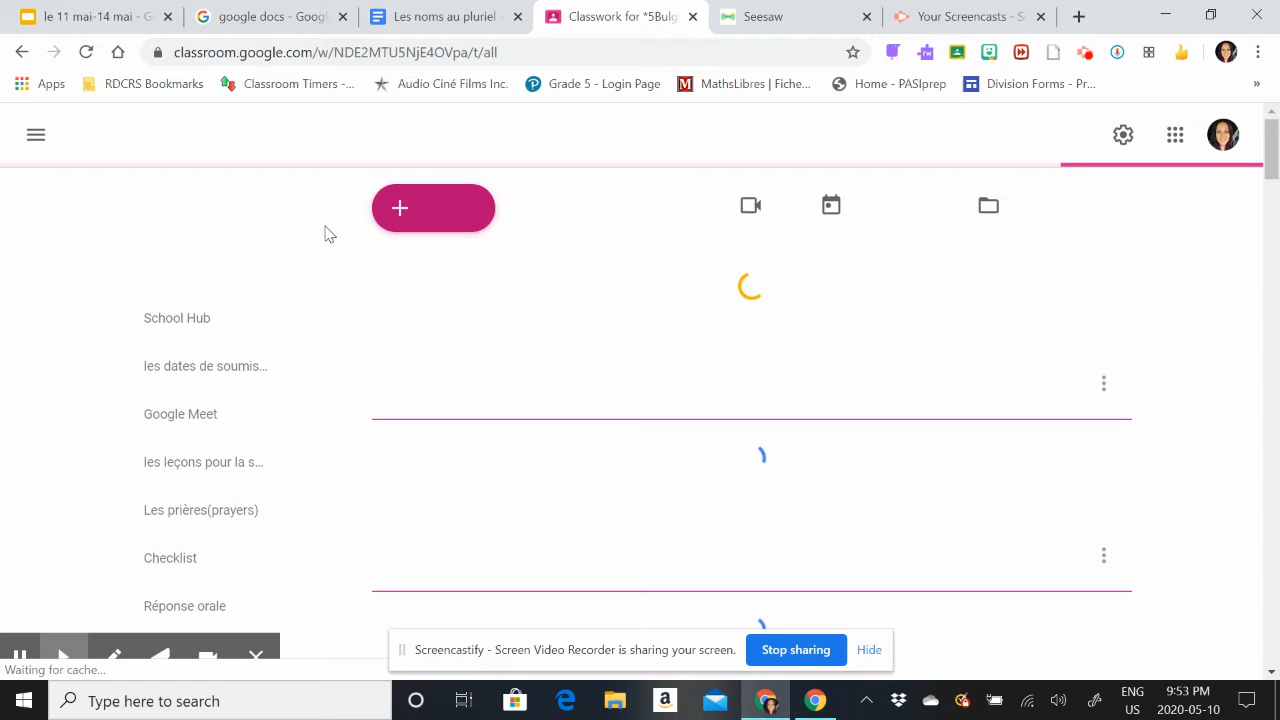 le 11 mai-14 mai - G
google docs - Googl
Les noms au pluriel -
Classwork for *5Bulg
Seesaw
Your Screencasts - Sc
classroom.google.com/w/NDE2MTU5NjE4OVpa/t/all
Apps
RDCRS Bookmarks
Classroom Timers -...
Audio Ciné Films Inc.
Grade 5 - Login Page
MathsLibres | Fiche...
Home - PASIprep
Division Forms - Pr...
»
School Hub
les dates de soumis...
Google Meet
les leçons pour la s...
Les prières(prayers)
Checklist
Réponse orale
Screencastify - Screen Video Recorder is sharing your screen.
Stop sharing
Hide
Waiting for cache...
Type here to search
ENG
US
9:53 PM
2020-05-10